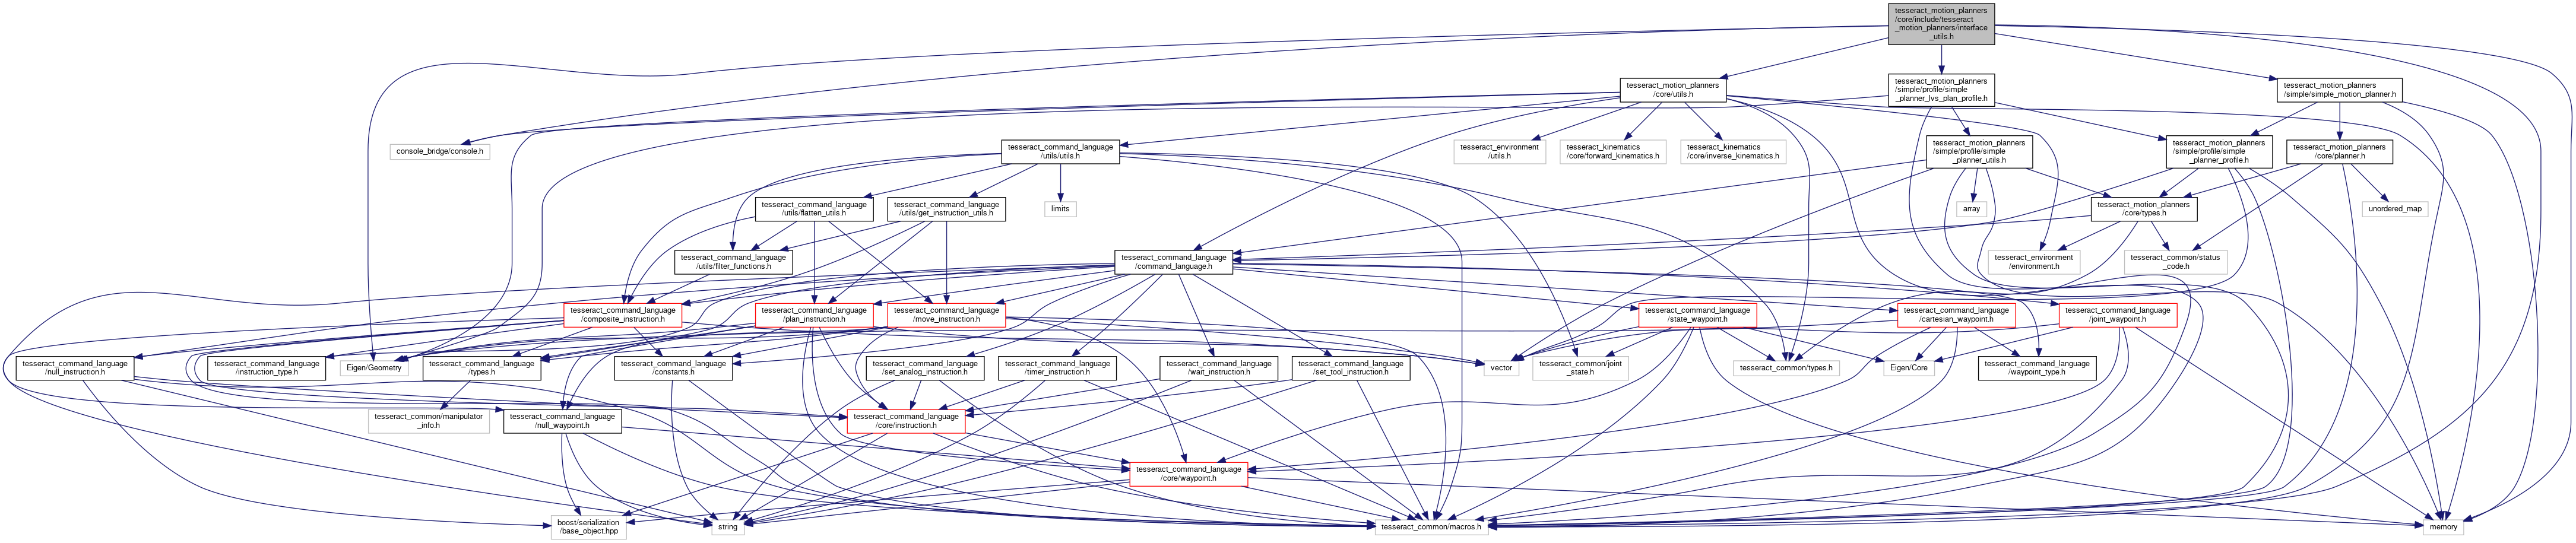 tesseract_motion_planners
/core/include/tesseract
_motion_planners/interface
_utils.h
tesseract_motion_planners
/core/utils.h
tesseract_motion_planners
/simple/profile/simple
_planner_lvs_plan_profile.h
tesseract_motion_planners
/simple/simple_motion_planner.h
console_bridge/console.h
tesseract_command_language
/utils/utils.h
tesseract_environment
/utils.h
tesseract_kinematics
/core/forward_kinematics.h
tesseract_kinematics
/core/inverse_kinematics.h
tesseract_motion_planners
/simple/profile/simple
_planner_utils.h
tesseract_motion_planners
/simple/profile/simple
_planner_profile.h
tesseract_motion_planners
/core/planner.h
tesseract_command_language
/utils/flatten_utils.h
tesseract_command_language
/utils/get_instruction_utils.h
limits
array
tesseract_motion_planners
/core/types.h
unordered_map
tesseract_command_language
/utils/filter_functions.h
tesseract_command_language
/command_language.h
tesseract_environment
/environment.h
tesseract_common/status
_code.h
tesseract_command_language
/composite_instruction.h
tesseract_command_language
/plan_instruction.h
tesseract_command_language
/move_instruction.h
tesseract_command_language
/state_waypoint.h
tesseract_command_language
/cartesian_waypoint.h
tesseract_command_language
/joint_waypoint.h
tesseract_command_language
/null_instruction.h
tesseract_command_language
/instruction_type.h
Eigen/Geometry
tesseract_command_language
/types.h
tesseract_command_language
/constants.h
tesseract_command_language
/set_analog_instruction.h
tesseract_command_language
/timer_instruction.h
tesseract_command_language
/wait_instruction.h
tesseract_command_language
/set_tool_instruction.h
vector
tesseract_common/joint
_state.h
tesseract_common/types.h
Eigen/Core
tesseract_command_language
/waypoint_type.h
tesseract_common/manipulator
_info.h
tesseract_command_language
/null_waypoint.h
tesseract_command_language
/core/instruction.h
tesseract_command_language
/core/waypoint.h
boost/serialization
/base_object.hpp
string
tesseract_common/macros.h
memory